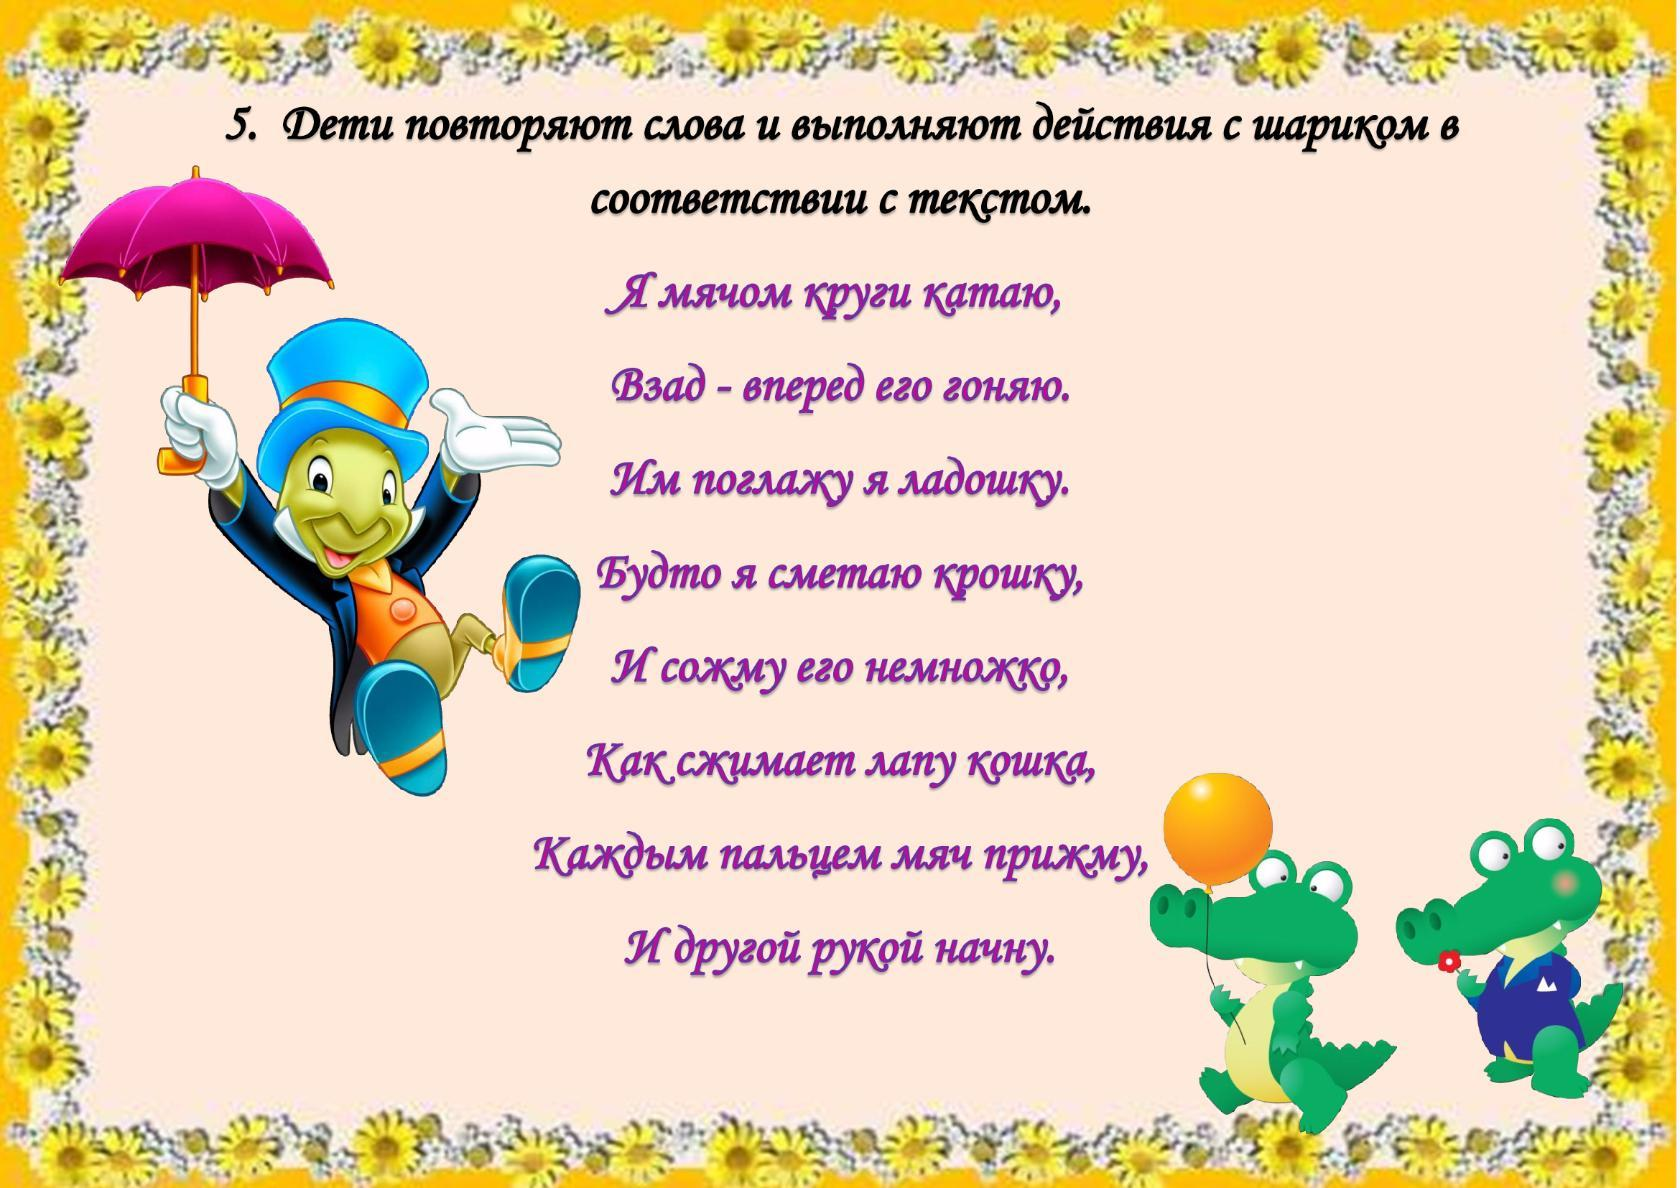 5. Дети повторяют слова и выполняют действия с шариком в
соответствии с текстом.
Я мячом круги катаю,
Взад - вперед его гоняю.
Им поглажу я ладошку.
Будто я сметаю крошку,
И сожму его немножко,
Как сжимает лапу кошка,
Каждым пальцем мяч прижму,
И другой рукой начну.